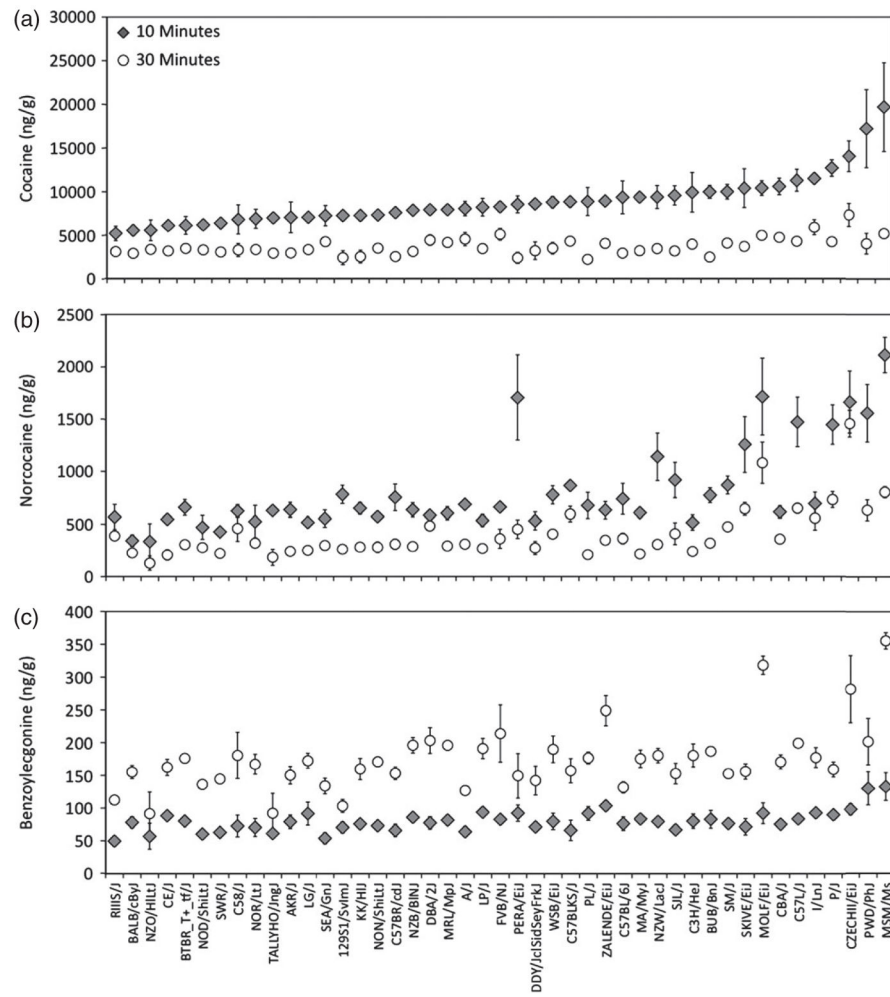 (a)
30000
25000
20000
15000
10000
5000
0
Cocaine (ng/g)
10 Minutes
30 Minutes
(b)
2500
2000
1500
1000
500
0
Norcocaine (ng/g)
(c)
400
350
300
250
200
150
100
50
0
Benzoylecgonine (ng/g)
RIIIS/J
BALB/cByJ
NZO/HILtJ
CE/J
BTBR_T+_tf/J
NOD/ShiLtJ
SWR/J
C58/J
NOR/LtJ
TALLYHO/JngJ
AKR/J
LG/J
SEA/GnJ
129S1/SvImJ
KK/HIJ
NON/ShiLtJ
C57BR/cdJ
NZB/BINJ
DBA/2J
MRL/MpJ
A/J
LP/J
FVB/NJ
PERA/EiJ
DDY/JclSidSeyFrkJ
WSB/EiJ
C57BLKS/J
PL/J
ZALENDE/EiJ
C57BL/6J
MA/MyJ
NZW/LacJ
SJL/J
C3H/HeJ
BUB/BnJ
SM/J
SKIVE/EiJ
MOLF/EiJ
CBA/J
C57L/J
I/LnJ
P/J
CZECHII/EiJ
PWD/PhJ
MSM/Ms